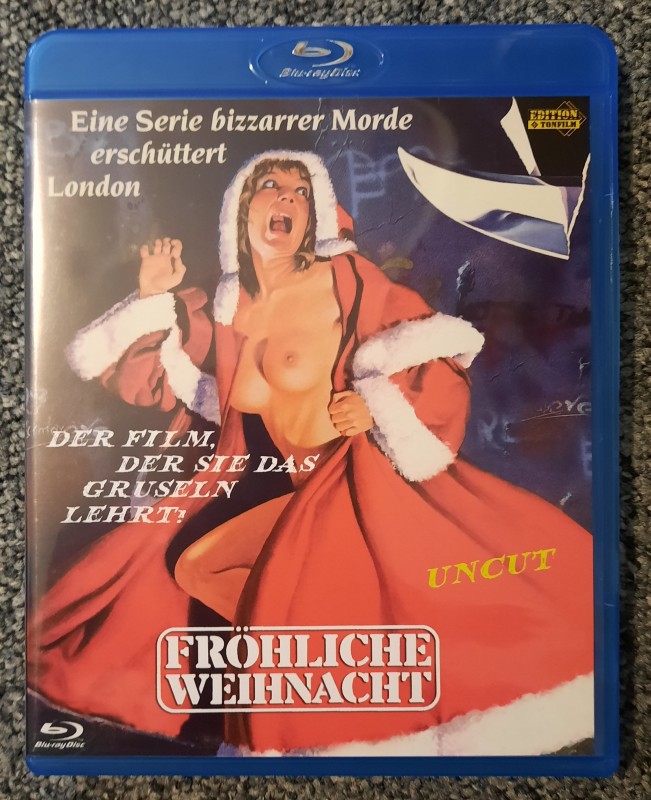 Blu-ray Disc
Eine Serie bizzarrer Morde
erschüttert
London
EDITION
TONFILM
DER FILM,
DER SIE DAS
GRUSELN
LEHRT?
UNCUT
FRÖHLICHE
WEIHNACHT
Blu-ray Disc